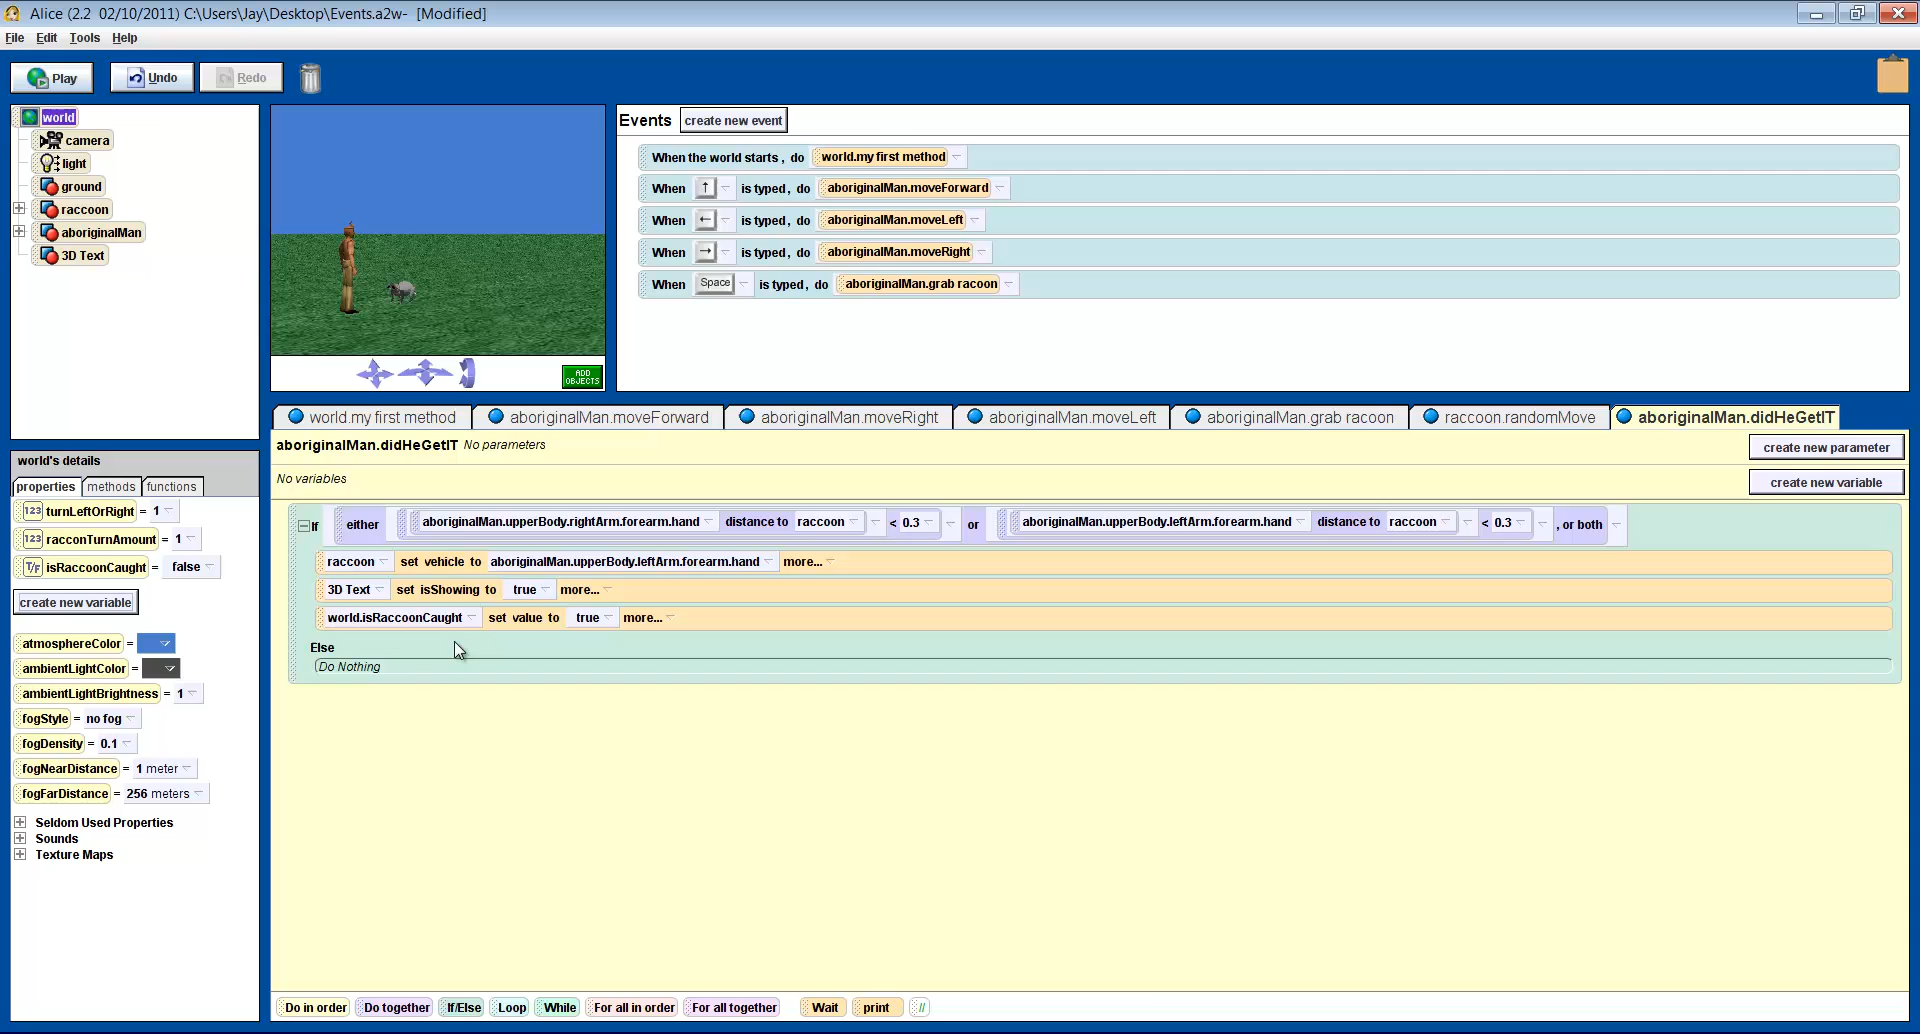 Alice (2.2 02/10/2011) C:\Users\Jay\Desktop\Events.a2w- [Modified]
File Edit Tools Help
Play Undo Redo
world
camera
light
ground
raccoon
aboriginalMan
3D Text
ADD
OBJECTS
Events create new event
When the world starts, do world.my first method
When ↑ is typed, do aboriginalMan.moveForward
When ← is typed, do aboriginalMan.moveLeft
When → is typed, do aboriginalMan.moveRight
When Space is typed, do aboriginalMan.grab racoon
world's details
properties methods functions
123 turnLeftOrRight = 1
123 racconTurnAmount = 1
T/F isRaccoonCaught = false
create new variable
atmosphereColor =
ambientLightColor =
ambientLightBrightness = 1
fogStyle = no fog
fogDensity = 0.1
fogNearDistance = 1 meter
fogFarDistance = 256 meters
Seldom Used Properties
Sounds
Texture Maps
world.my first method aboriginalMan.moveForward aboriginalMan.moveRight aboriginalMan.moveLeft aboriginalMan.grab racoon raccoon.randomMove aboriginalMan.didHeGetIT
aboriginalMan.didHeGetIT No parameters create new parameter
No variables create new variable
If either aboriginalMan.upperBody.rightArm.forearm.hand distance to raccoon < 0.3 or aboriginalMan.upperBody.leftArm.forearm.hand distance to raccoon < 0.3 , or both
raccoon set vehicle to aboriginalMan.upperBody.leftArm.forearm.hand more...
3D Text set isShowing to true more...
world.isRaccoonCaught set value to true more...
Else
Do Nothing
Do in order Do together If/Else Loop While For all in order For all together Wait print //